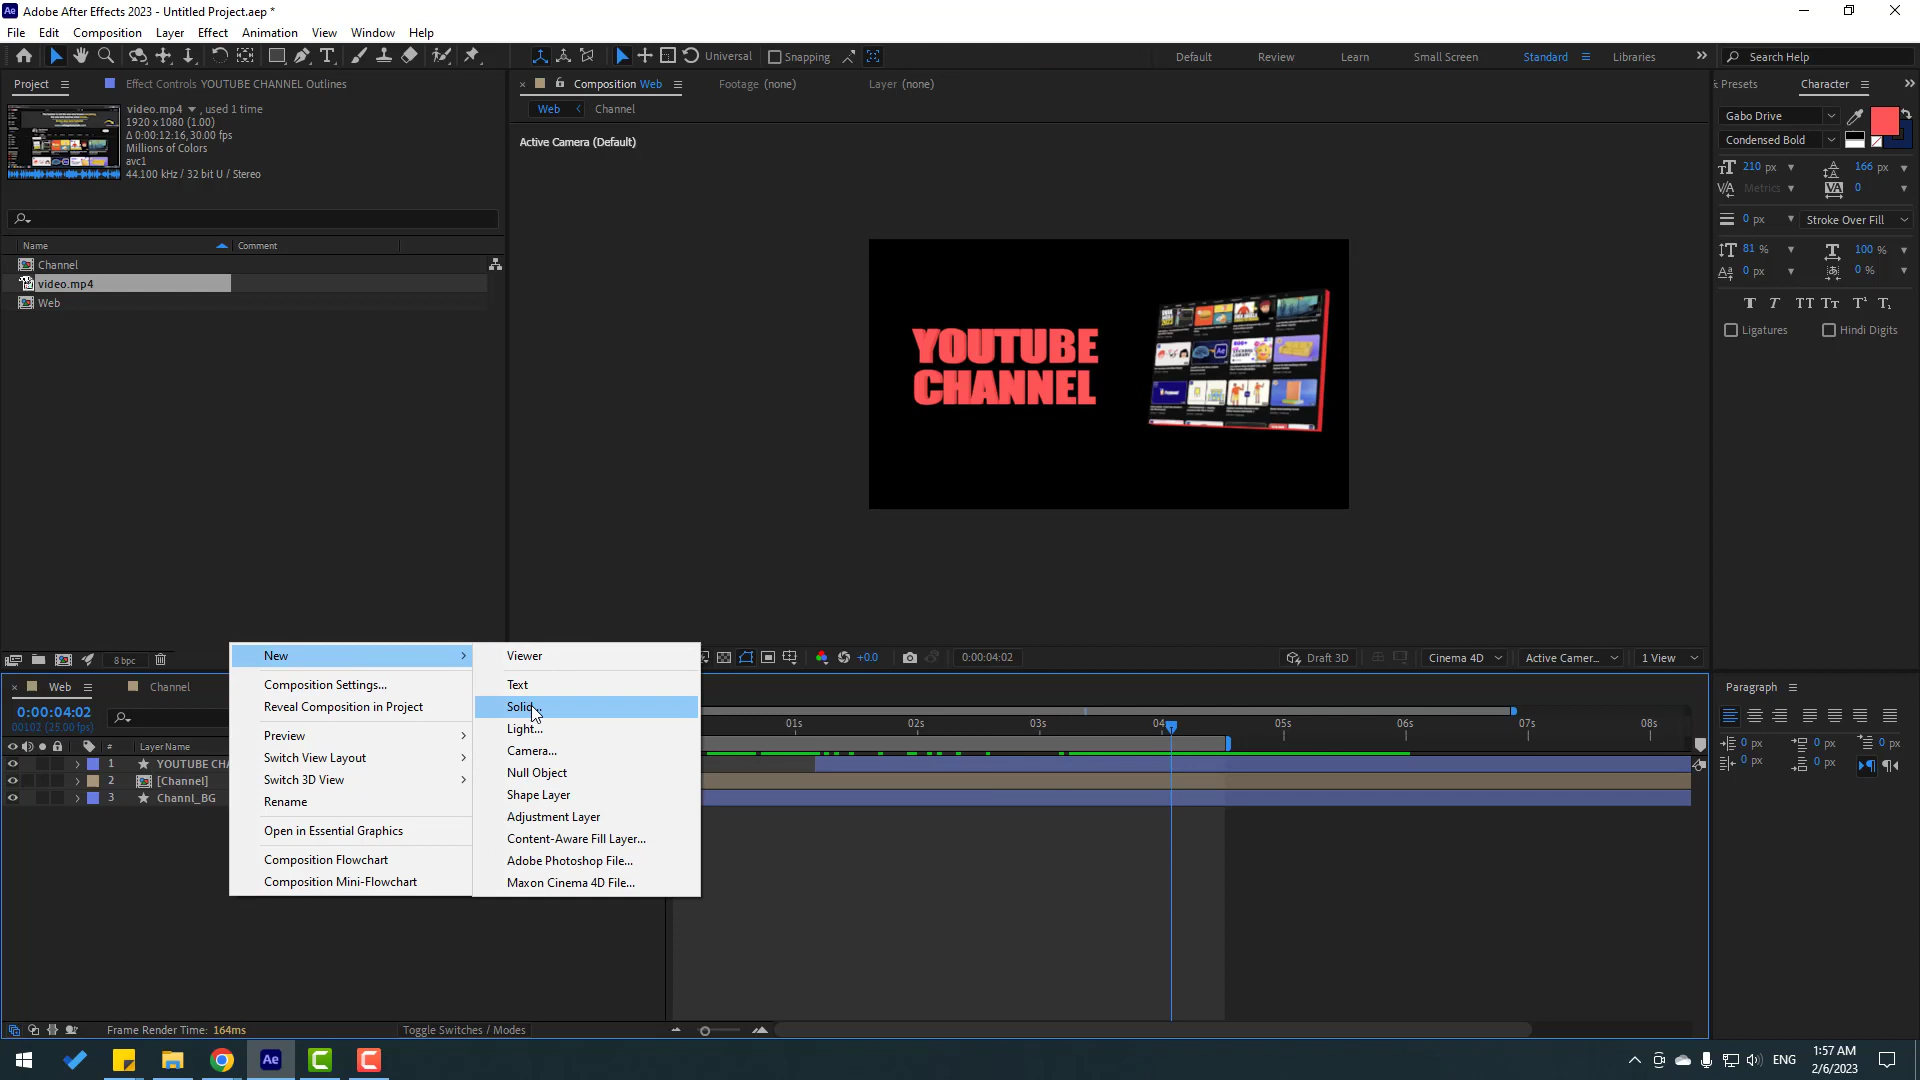 Adobe After Effects 2023 - Untitled Project.aep *
File Edit Composition Layer Effect Animation View Window Help
Universal Snapping Default Review Learn Small Screen Standard Libraries Search Help
Project Effect Controls YOUTUBE CHANNEL Outlines
Composition Web Footage (none) Layer (none)
Presets Character
video.mp4 , used 1 time
1920 x 1080 (1.00)
Δ 0:00:12:16, 30.00 fps
Millions of Colors
avc1
44.100 kHz / 32 bit U / Stereo
Web Channel
Active Camera (Default)
Gabo Drive
Condensed Bold
210 px 166 px
Metrics 0
0 px Stroke Over Fill
81 % 100 %
0 px 0 %
Ligatures Hindi Digits
Name Comment
Channel
video.mp4
Web
YOUTUBE
CHANNEL
8 bpc
+0.0 0:00:04:02 Draft 3D Cinema 4D Active Camer... 1 View
New
Composition Settings...
Reveal Composition in Project
Preview
Switch View Layout
Switch 3D View
Rename
Open in Essential Graphics
Composition Flowchart
Composition Mini-Flowchart
Viewer
Text
Light...
Camera...
Null Object
Shape Layer
Adjustment Layer
Content-Aware Fill Layer...
Adobe Photoshop File...
Maxon Cinema 4D File...
Web Channel
0:00:04:02
00102 (25.00 fps)
# Layer Name
1 YOUTUBE CHA
2 [Channel]
3 Channl_BG
01s 02s 03s 04 05s 06s 07s 08s
Paragraph
0 px 0 px 0 px
0 px 0 px
Frame Render Time: 164ms Toggle Switches / Modes
ENG 1:57 AM
2/6/2023